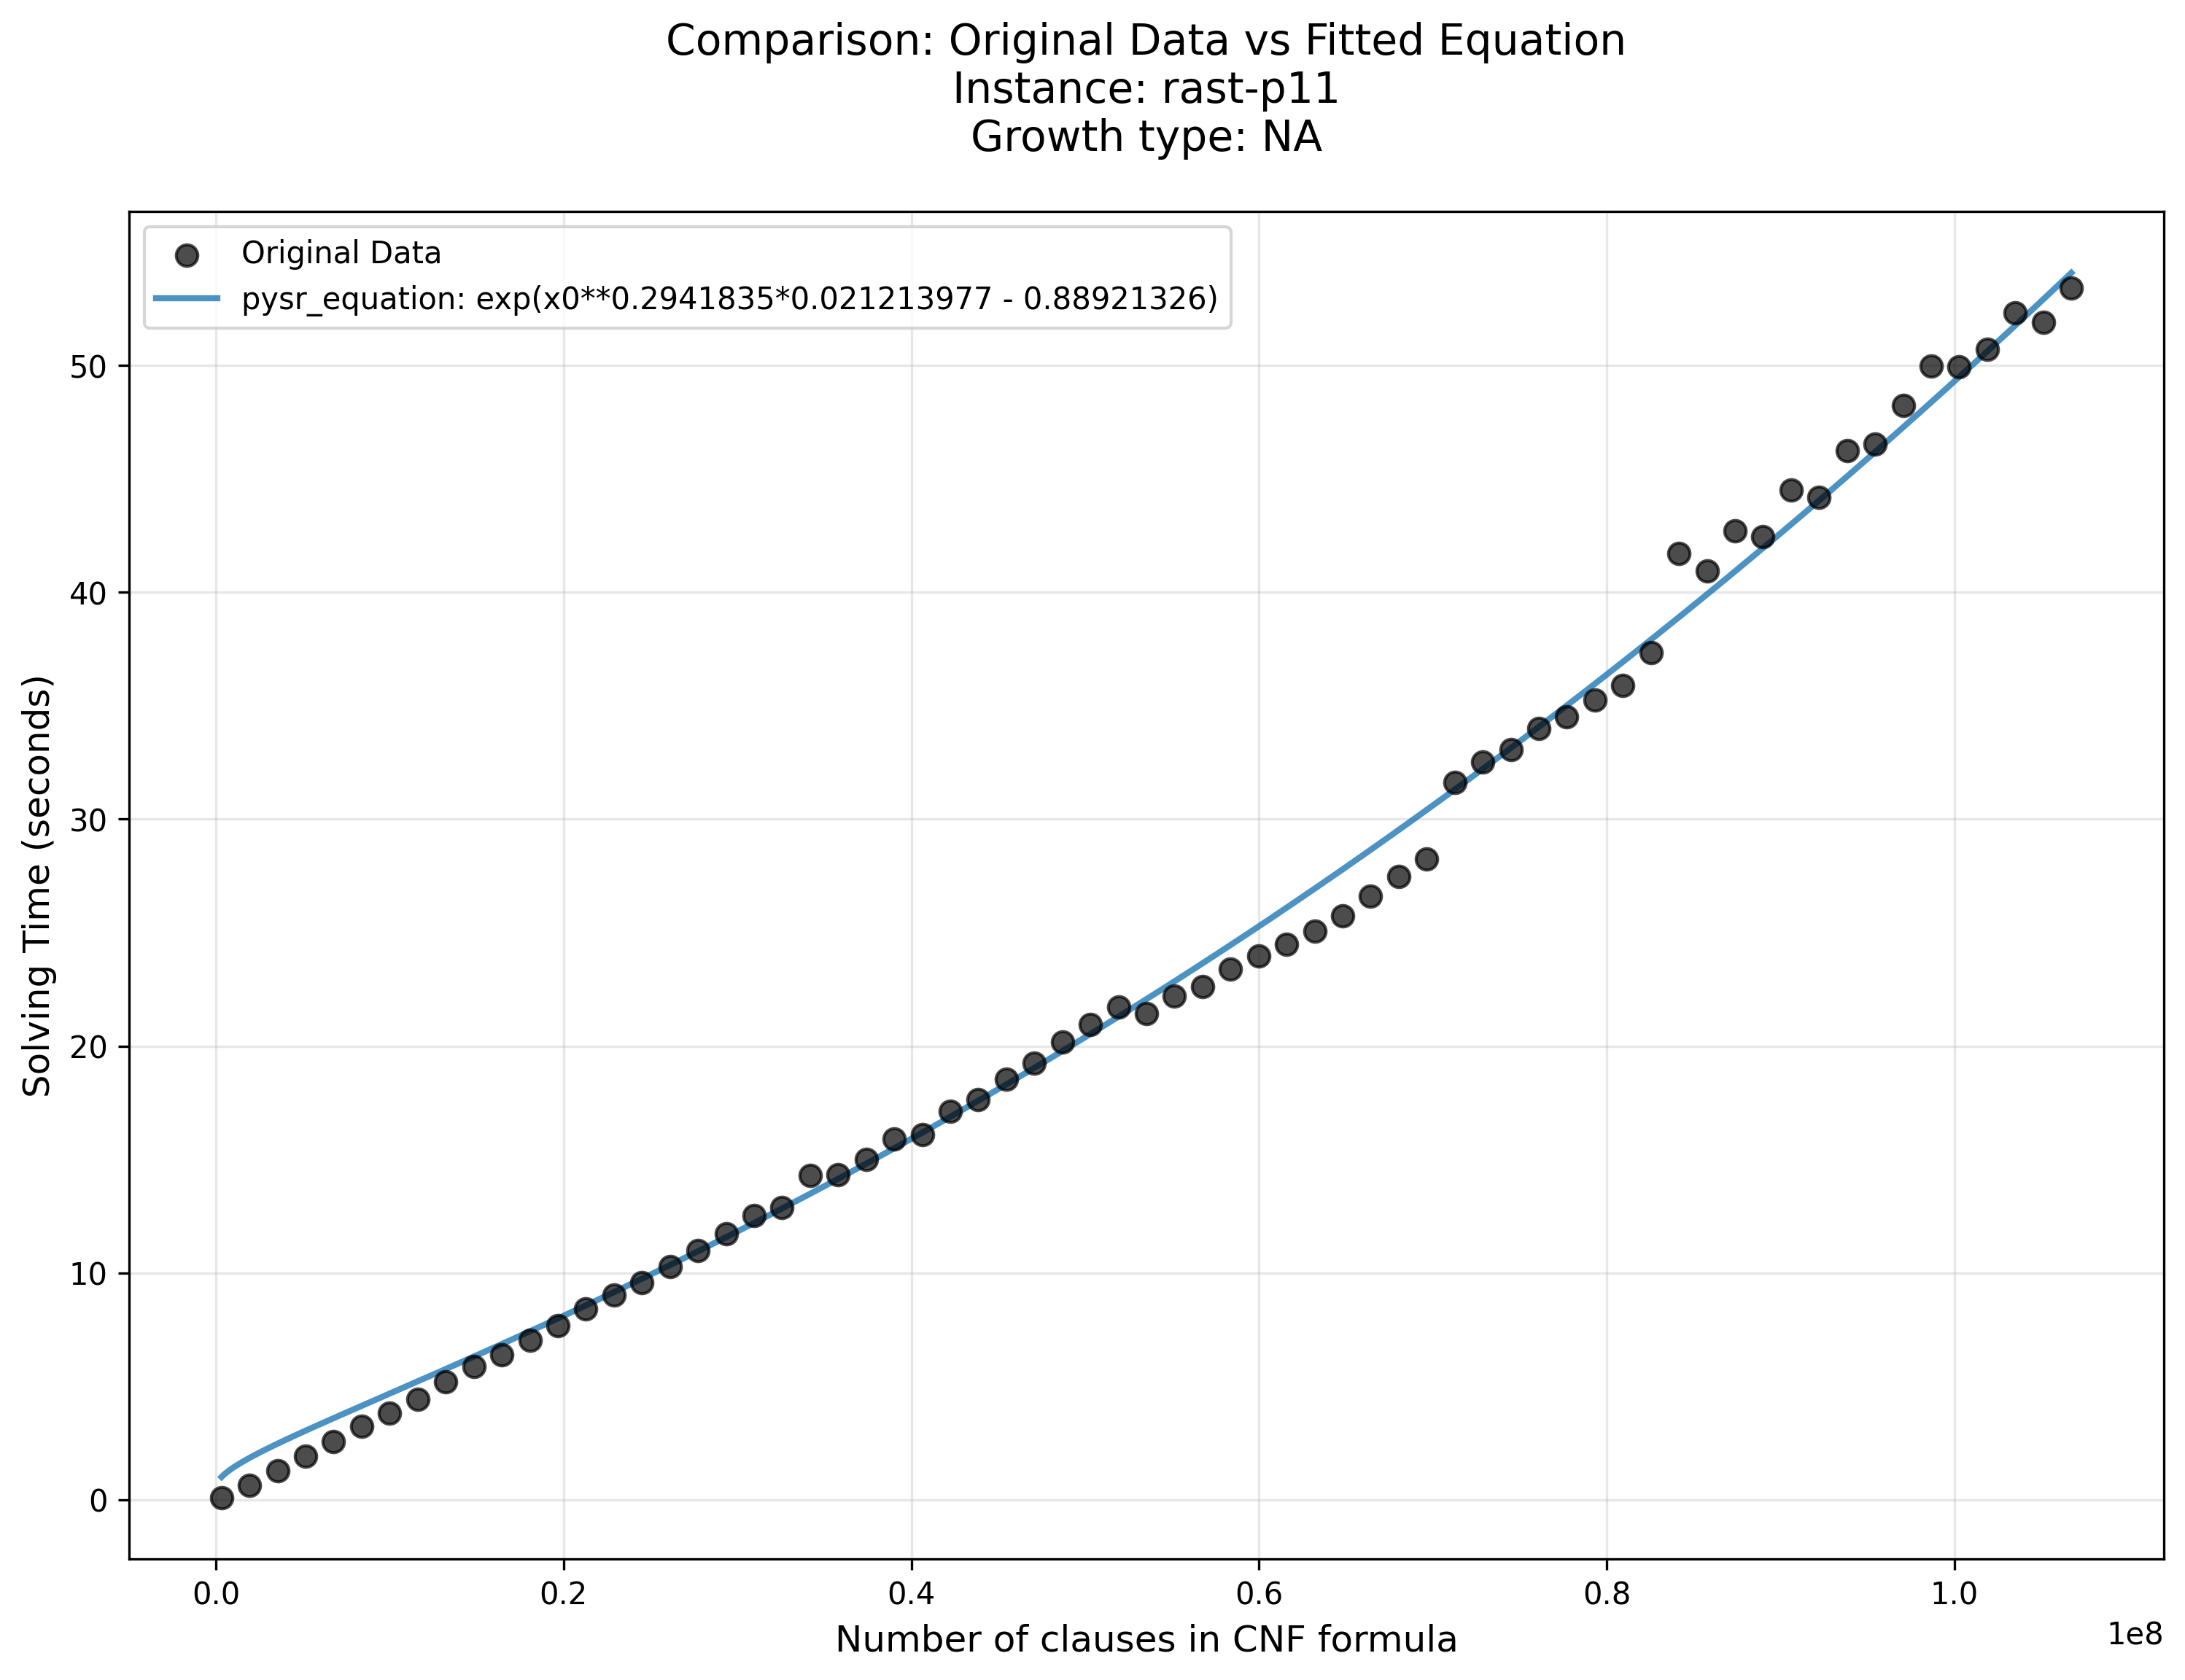 Comparison: Original Data vs Fitted Equation
Instance: rast-p11
Growth type: NA
Original Data
pysr_equation: exp(x0**0.2941835*0.021213977 - 0.88921326)
50
40
30
20
10
0
Solving Time (seconds)
0.0 0.2 0.4 0.6 0.8 1.0
1e8
Number of clauses in CNF formula